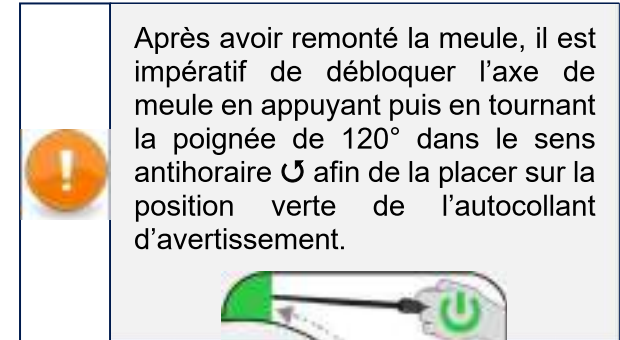 Après avoir remonté la meule, il est
impératif de débloquer l’axe de
meule en appuyant puis en tournant
la poignée de 120° dans le sens
antihoraire ↺ afin de la placer sur la
position verte de l’autocollant
d’avertissement.